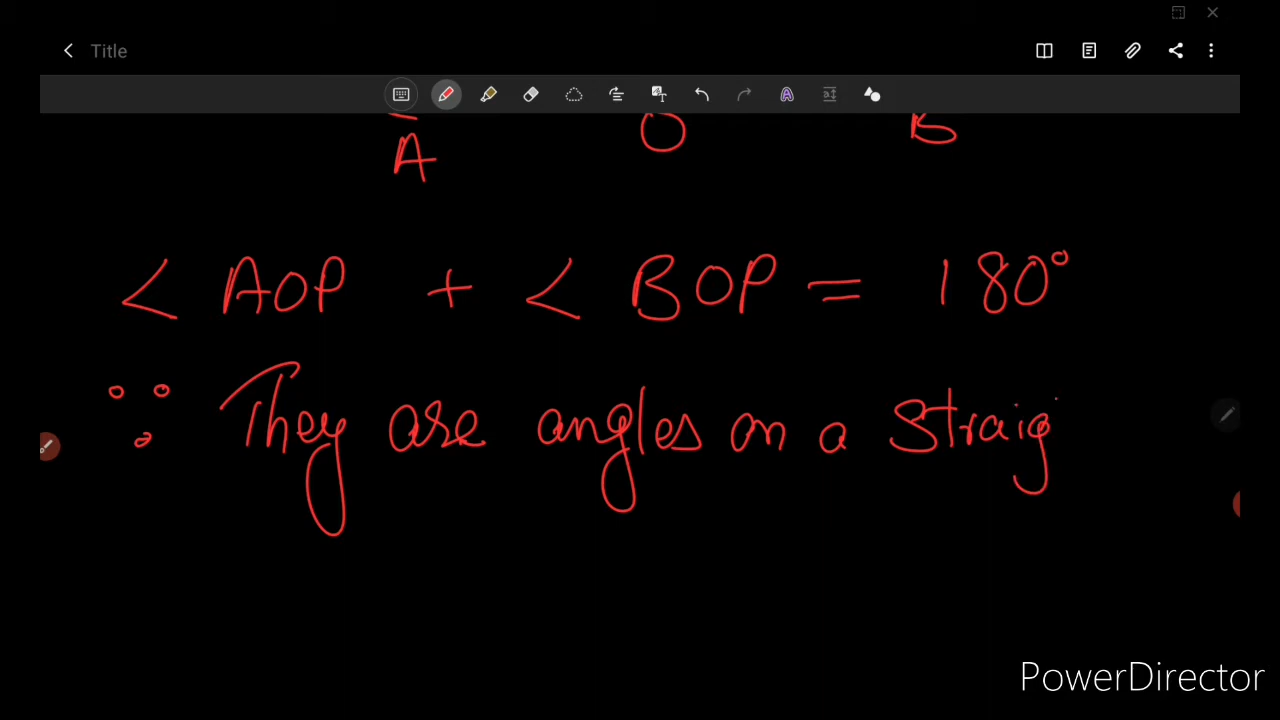 Title
A O B
< AOP + < BOP = 180°
∵ They are angles on a straig
PowerDirector